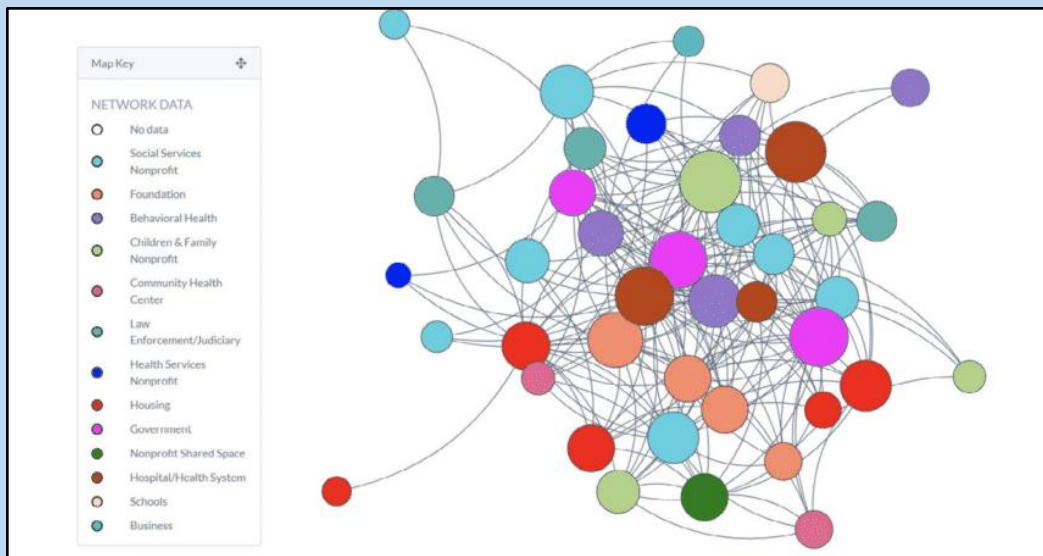 Map Key
NETWORK DATA
No data
Social Services
Nonprofit
Foundation
Behavioral Health
Children & Family
Nonprofit
Community Health
Center
Law
Enforcement/Judiciary
Health Services
Nonprofit
Housing
Government
Nonprofit Shared Space
Hospital/Health System
Schools
Business